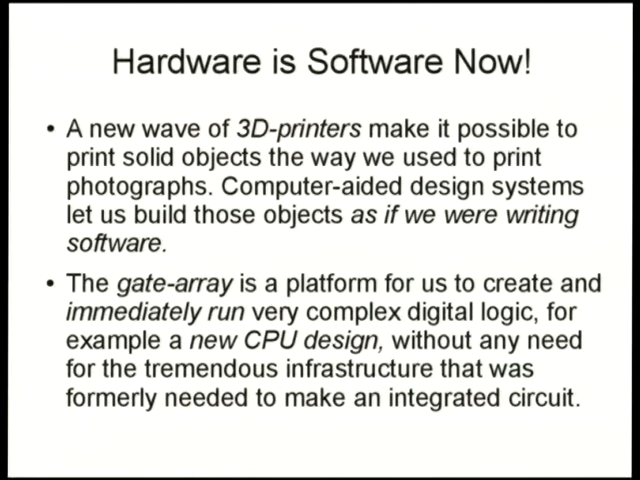 Hardware is Software Now!
• A new wave of 3D-printers make it possible to
print solid objects the way we used to print
photographs. Computer-aided design systems
let us build those objects as if we were writing
software.
• The gate-array is a platform for us to create and
immediately run very complex digital logic, for
example a new CPU design, without any need
for the tremendous infrastructure that was
formerly needed to make an integrated circuit.